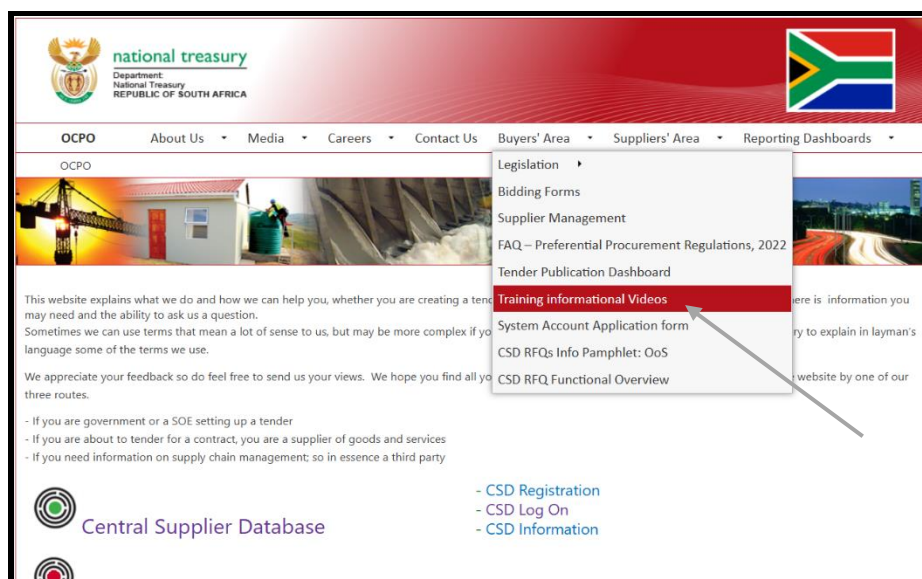 national treasury
Department:
National Treasury
REPUBLIC OF SOUTH AFRICA
OCPO About Us Media Careers Contact Us Buyers' Area Suppliers' Area Reporting Dashboards
OCPO
Legislation
Bidding Forms
Supplier Management
FAQ – Preferential Procurement Regulations, 2022
Tender Publication Dashboard
Training informational Videos
System Account Application form
CSD RFQs Info Pamphlet: OoS
CSD RFQ Functional Overview
This website explains what we do and how we can help you, whether you are creating a ere is information you
may need and the ability to ask us a question.
Sometimes we can use terms that mean a lot of sense to us, but may be more complex if ry to explain in layman's
language some of the terms we use.
We appreciate your feedback so do feel free to send us your views. We hope you find all website by one of our
three routes.
- If you are government or a SOE setting up a tender
- If you are about to tender for a contract, you are a supplier of goods and services
- If you need information on supply chain management; so in essence a third party
Central Supplier Database
- CSD Registration
- CSD Log On
- CSD Information